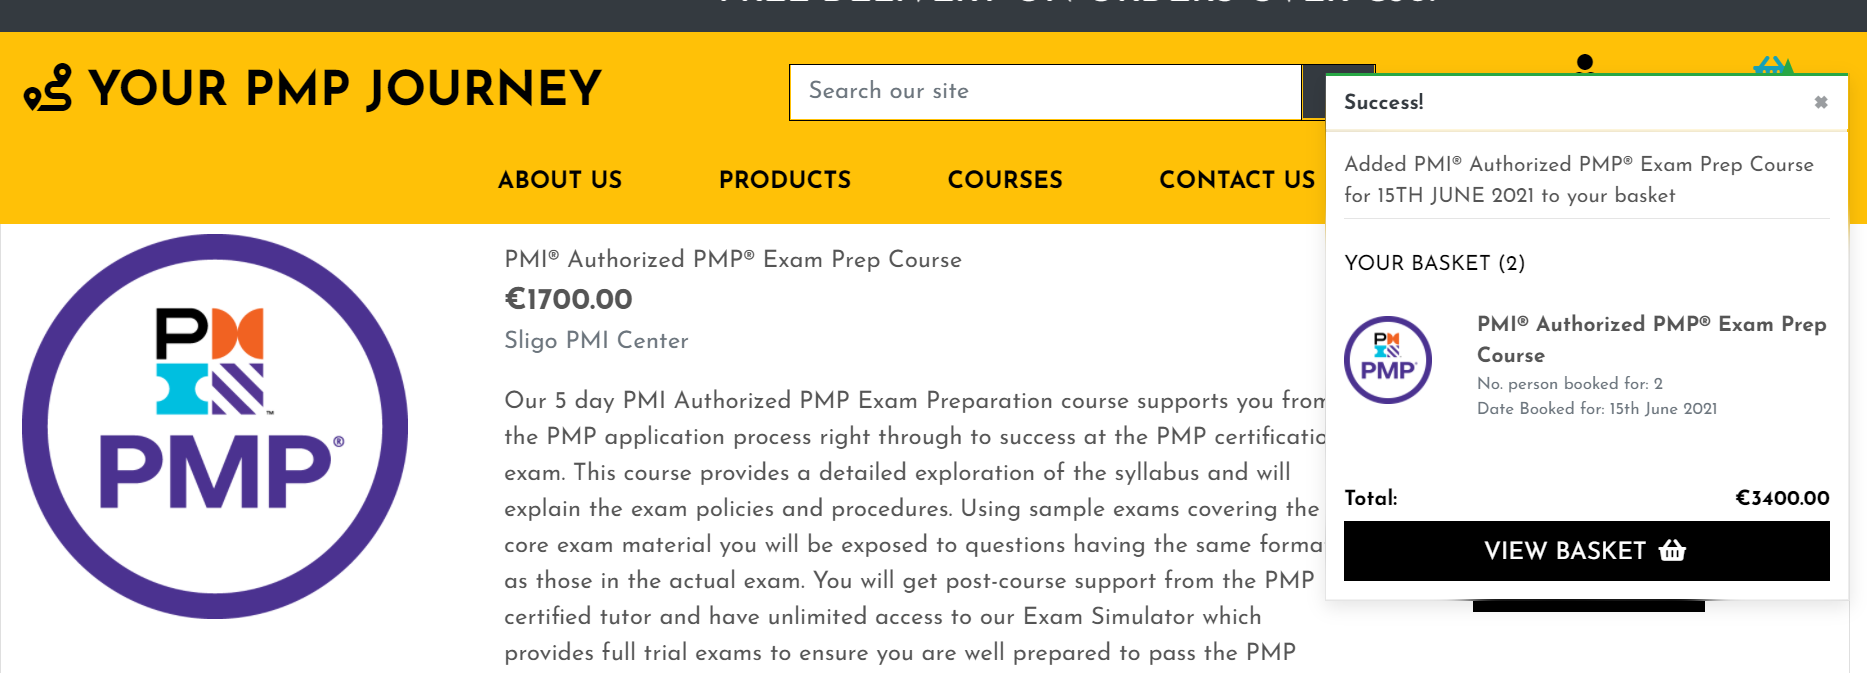 FREE DELIVERY ON ORDERS OVER
YOUR PMP JOURNEY
Search our site
ABOUT US
PRODUCTS
COURSES
CONTACT US
PMP®
PMI® Authorized PMP® Exam Prep Course
€1700.00
Sligo PMI Center
Our 5 day PMI Authorized PMP Exam Preparation course supports you from
the PMP application process right through to success at the PMP
exam. This course provides a detailed exploration of the syllabus and will
explain the exam policies and procedures. Using sample exams covering the
core exam material you will be exposed to questions having the same
as those in the actual exam. You will get post-course support from the PMP
certified tutor and have unlimited access to our Exam Simulator which
provides full trial exams to ensure you are well prepared to pass the PMP
Success!
Added PMI® Authorized PMP® Exam Prep Course
for 15TH JUNE 2021 to your basket
YOUR BASKET (2)
PMP
PMI® Authorized PMP® Exam Prep
Course
No. person booked for: 2
Date Booked for: 15th June 2021
Total: €3400.00
VIEW BASKET